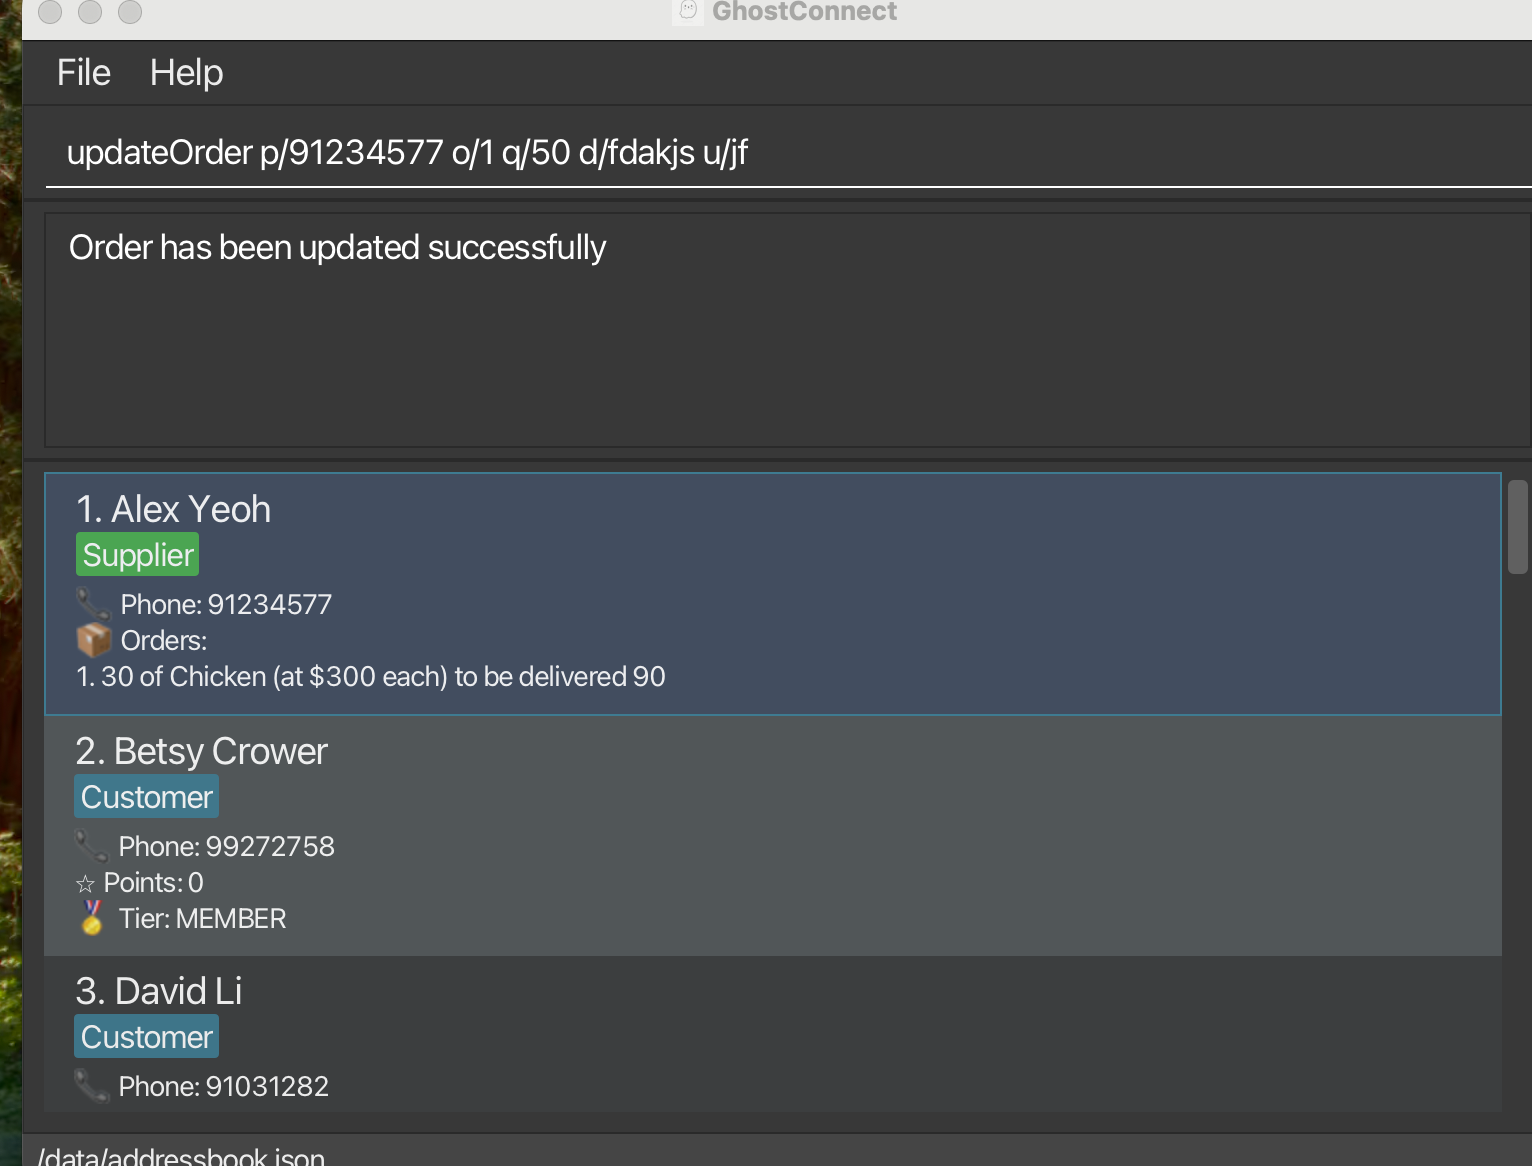 GhostConnect
File Help
updateOrder p/91234577 o/1 q/50 d/fdakjs u/jf
Order has been updated successfully
1. Alex Yeoh
Supplier
Phone: 91234577
Orders:
1. 30 of Chicken (at $300 each) to be delivered 90
2. Betsy Crower
Customer
Phone: 99272758
☆ Points: 0
Tier: MEMBER
3. David Li
Customer
Phone: 91031282
/data/addressbook.json